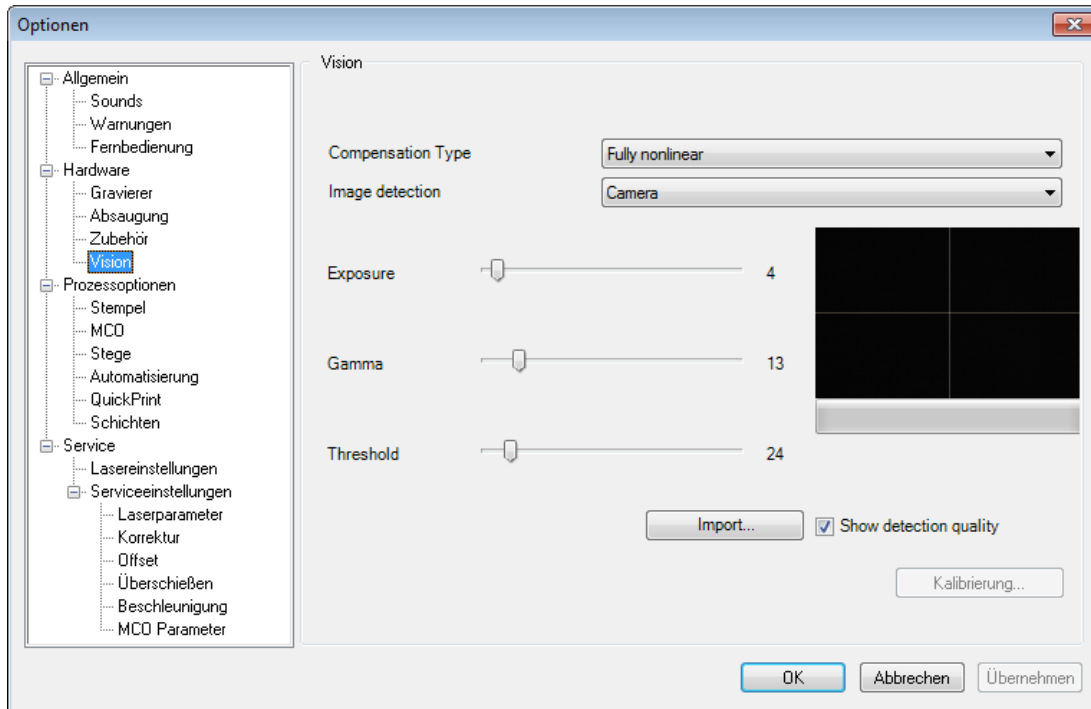 Optionen
Vision
Allgemein
Sounds
Warnungen
Fernbedienung
Hardware
Gravierer
Absaugung
Zubehör
Vision
Prozessoptionen
Stempel
MCO
Stege
Automatisierung
QuickPrint
Schichten
Service
Lasereinstellungen
Serviceeinstellungen
Laserparameter
Korrektur
Offset
Überschießen
Beschleunigung
MCO Parameter
Compensation Type Fully nonlinear
Image detection Camera
Exposure 4
Gamma 13
Threshold 24
Import... Show detection quality
Kalibrierung...
OK Abbrechen Übernehmen